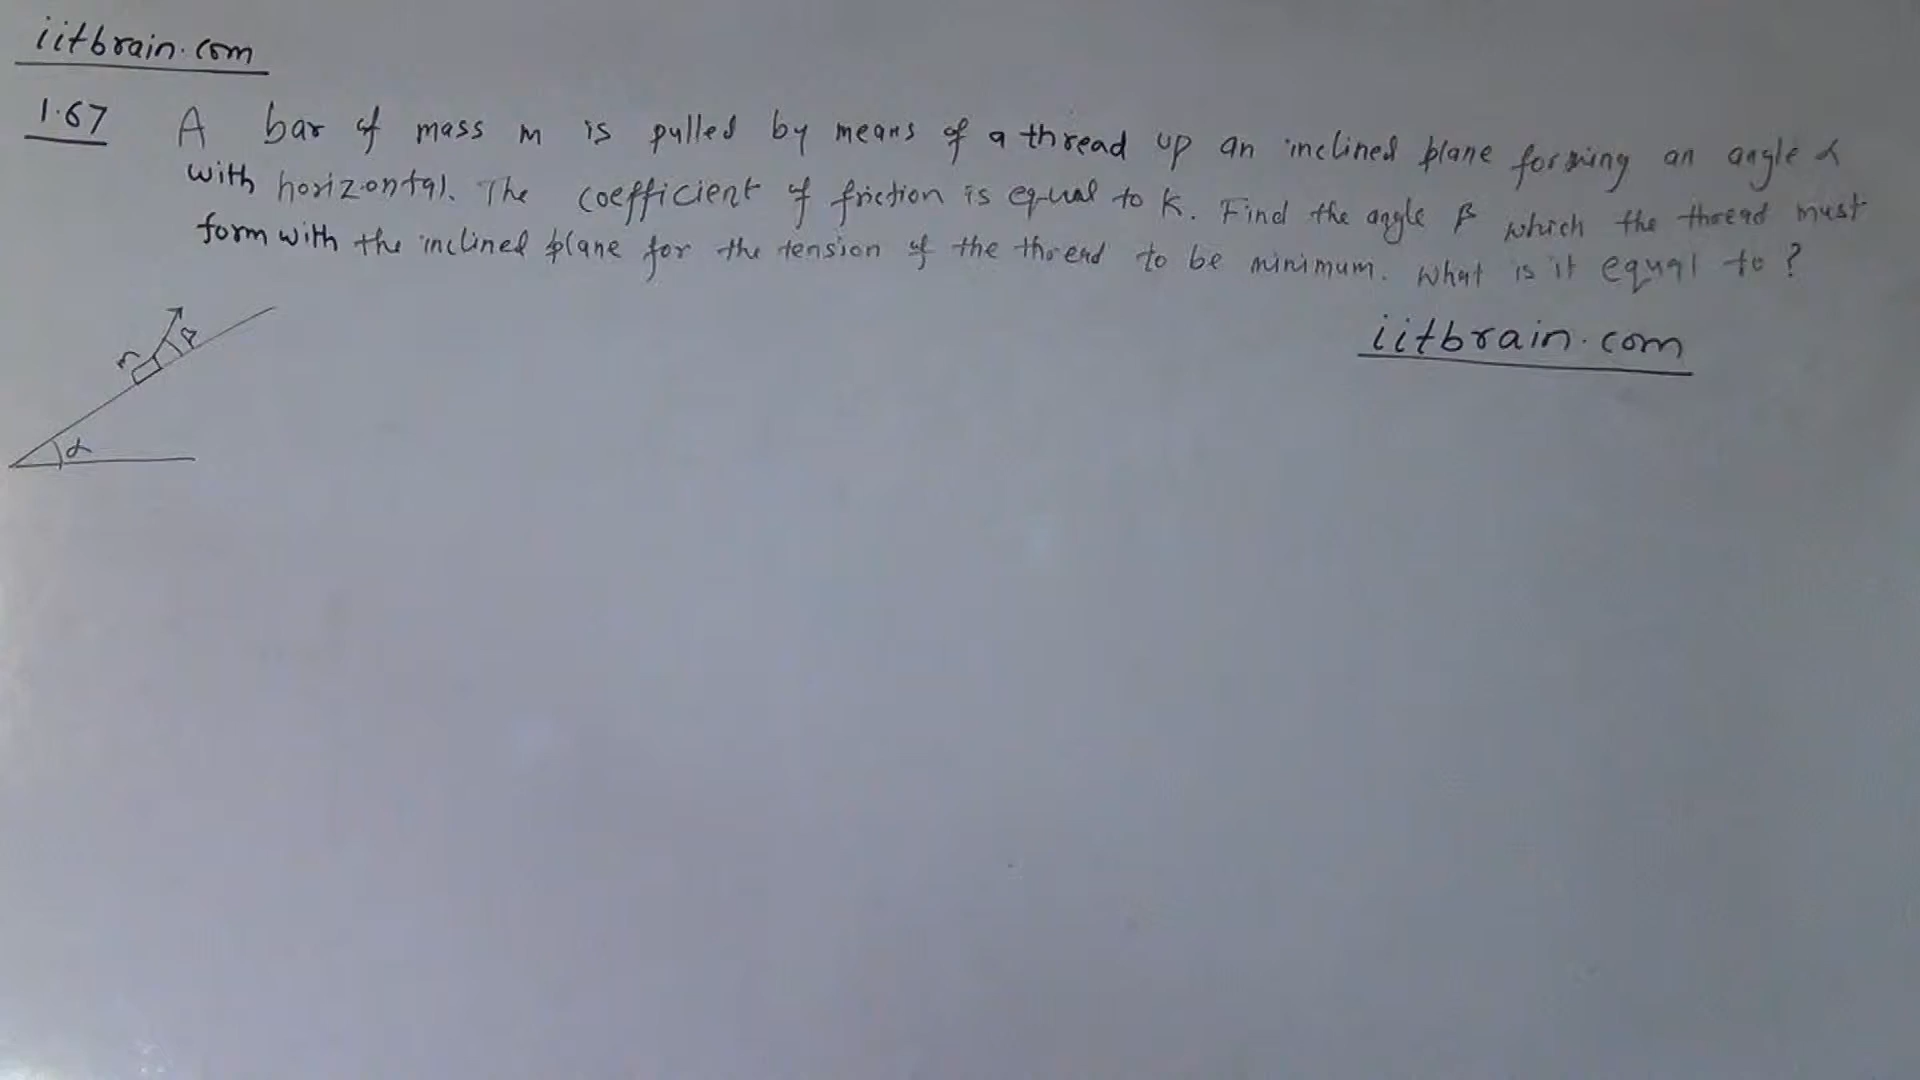 iitbrain.com
1.67 A bar of mass m is pulled by means of a thread up an inclined plane forming an angle α
with horizontal. The coefficient of friction is equal to K. Find the angle β which the thread must
form with the inclined plane for the tension of the thread to be minimum. What is it equal to?
iitbrain.com
m β
α